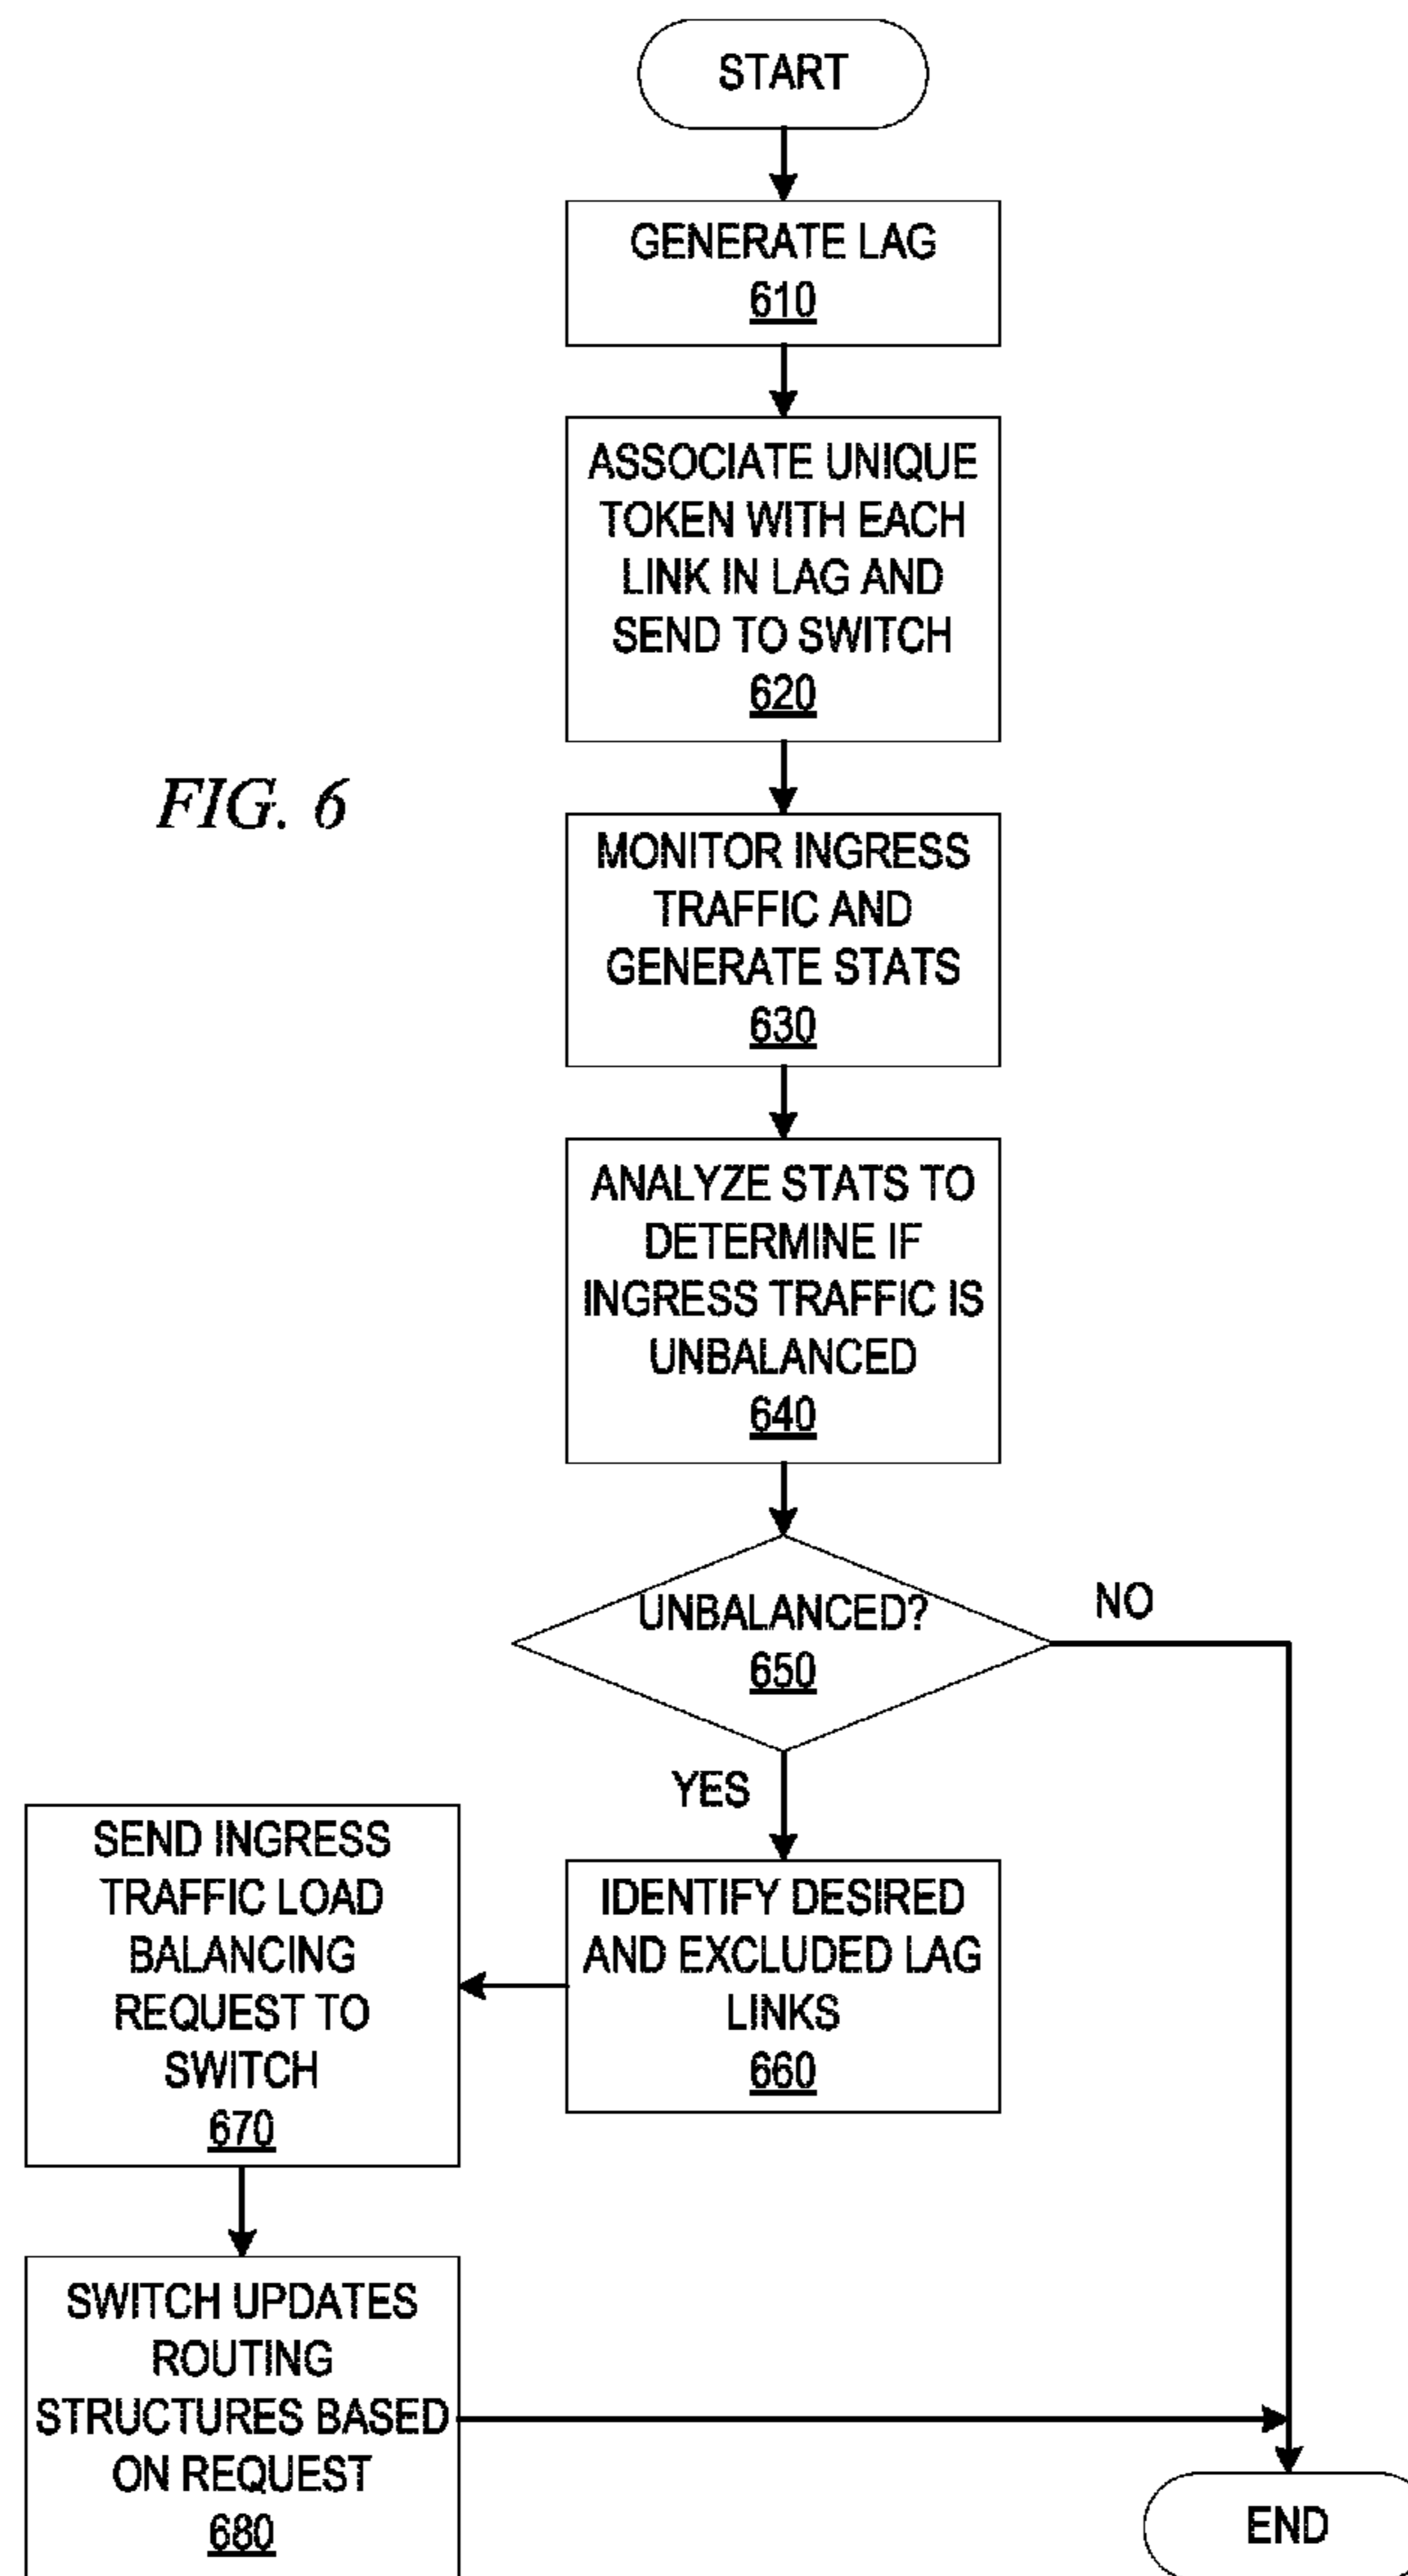 START
GENERATE LAG
610
ASSOCIATE UNIQUE
TOKEN WITH EACH
LINK IN LAG AND
SEND TO SWITCH
620
FIG. 6
MONITOR INGRESS
TRAFFIC AND
GENERATE STATS
630
ANALYZE STATS TO
DETERMINE IF
INGRESS TRAFFIC IS
UNBALANCED
640
UNBALANCED?
650
NO
YES
IDENTIFY DESIRED
AND EXCLUDED LAG
LINKS
660
SEND INGRESS
TRAFFIC LOAD
BALANCING
REQUEST TO
SWITCH
670
SWITCH UPDATES
ROUTING
STRUCTURES BASED
ON REQUEST
680
END